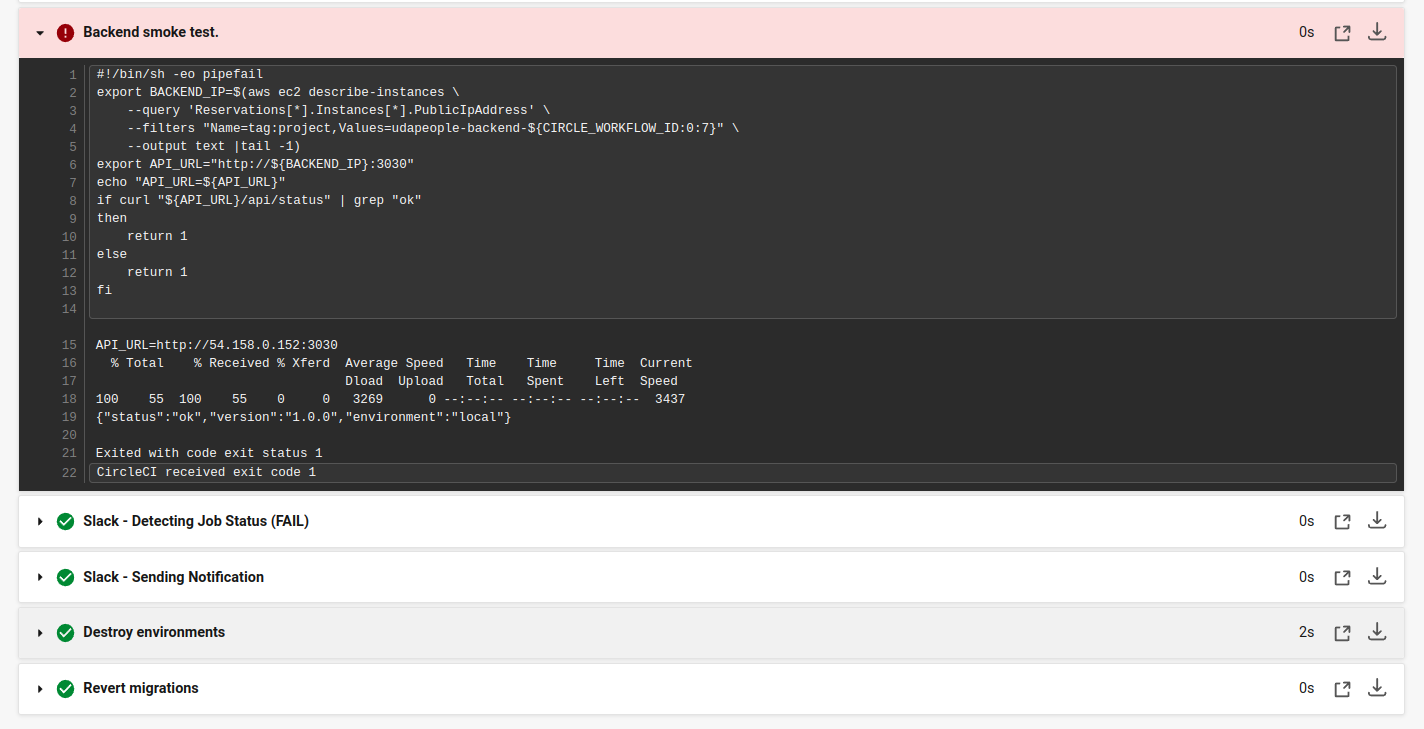 Backend smoke test. 0s
1 #!/bin/sh -eo pipefail
2 export BACKEND_IP=$(aws ec2 describe-instances \
3     --query 'Reservations[*].Instances[*].PublicIpAddress' \
4     --filters "Name=tag:project,Values=udapeople-backend-${CIRCLE_WORKFLOW_ID:0:7}" \
5     --output text |tail -1)
6 export API_URL="http://${BACKEND_IP}:3030"
7 echo "API_URL=${API_URL}"
8 if curl "${API_URL}/api/status" | grep "ok"
9 then
10     return 1
11 else
12     return 1
13 fi
14
15 API_URL=http://54.158.0.152:3030
16   % Total    % Received % Xferd  Average Speed   Time    Time     Time  Current
17                                  Dload  Upload   Total   Spent    Left  Speed
18 100    55  100    55    0     0   3269      0 --:--:-- --:--:-- --:--:--  3437
19 {"status":"ok","version":"1.0.0","environment":"local"}
20
21 Exited with code exit status 1
22 CircleCI received exit code 1
Slack - Detecting Job Status (FAIL) 0s
Slack - Sending Notification 0s
Destroy environments 2s
Revert migrations 0s